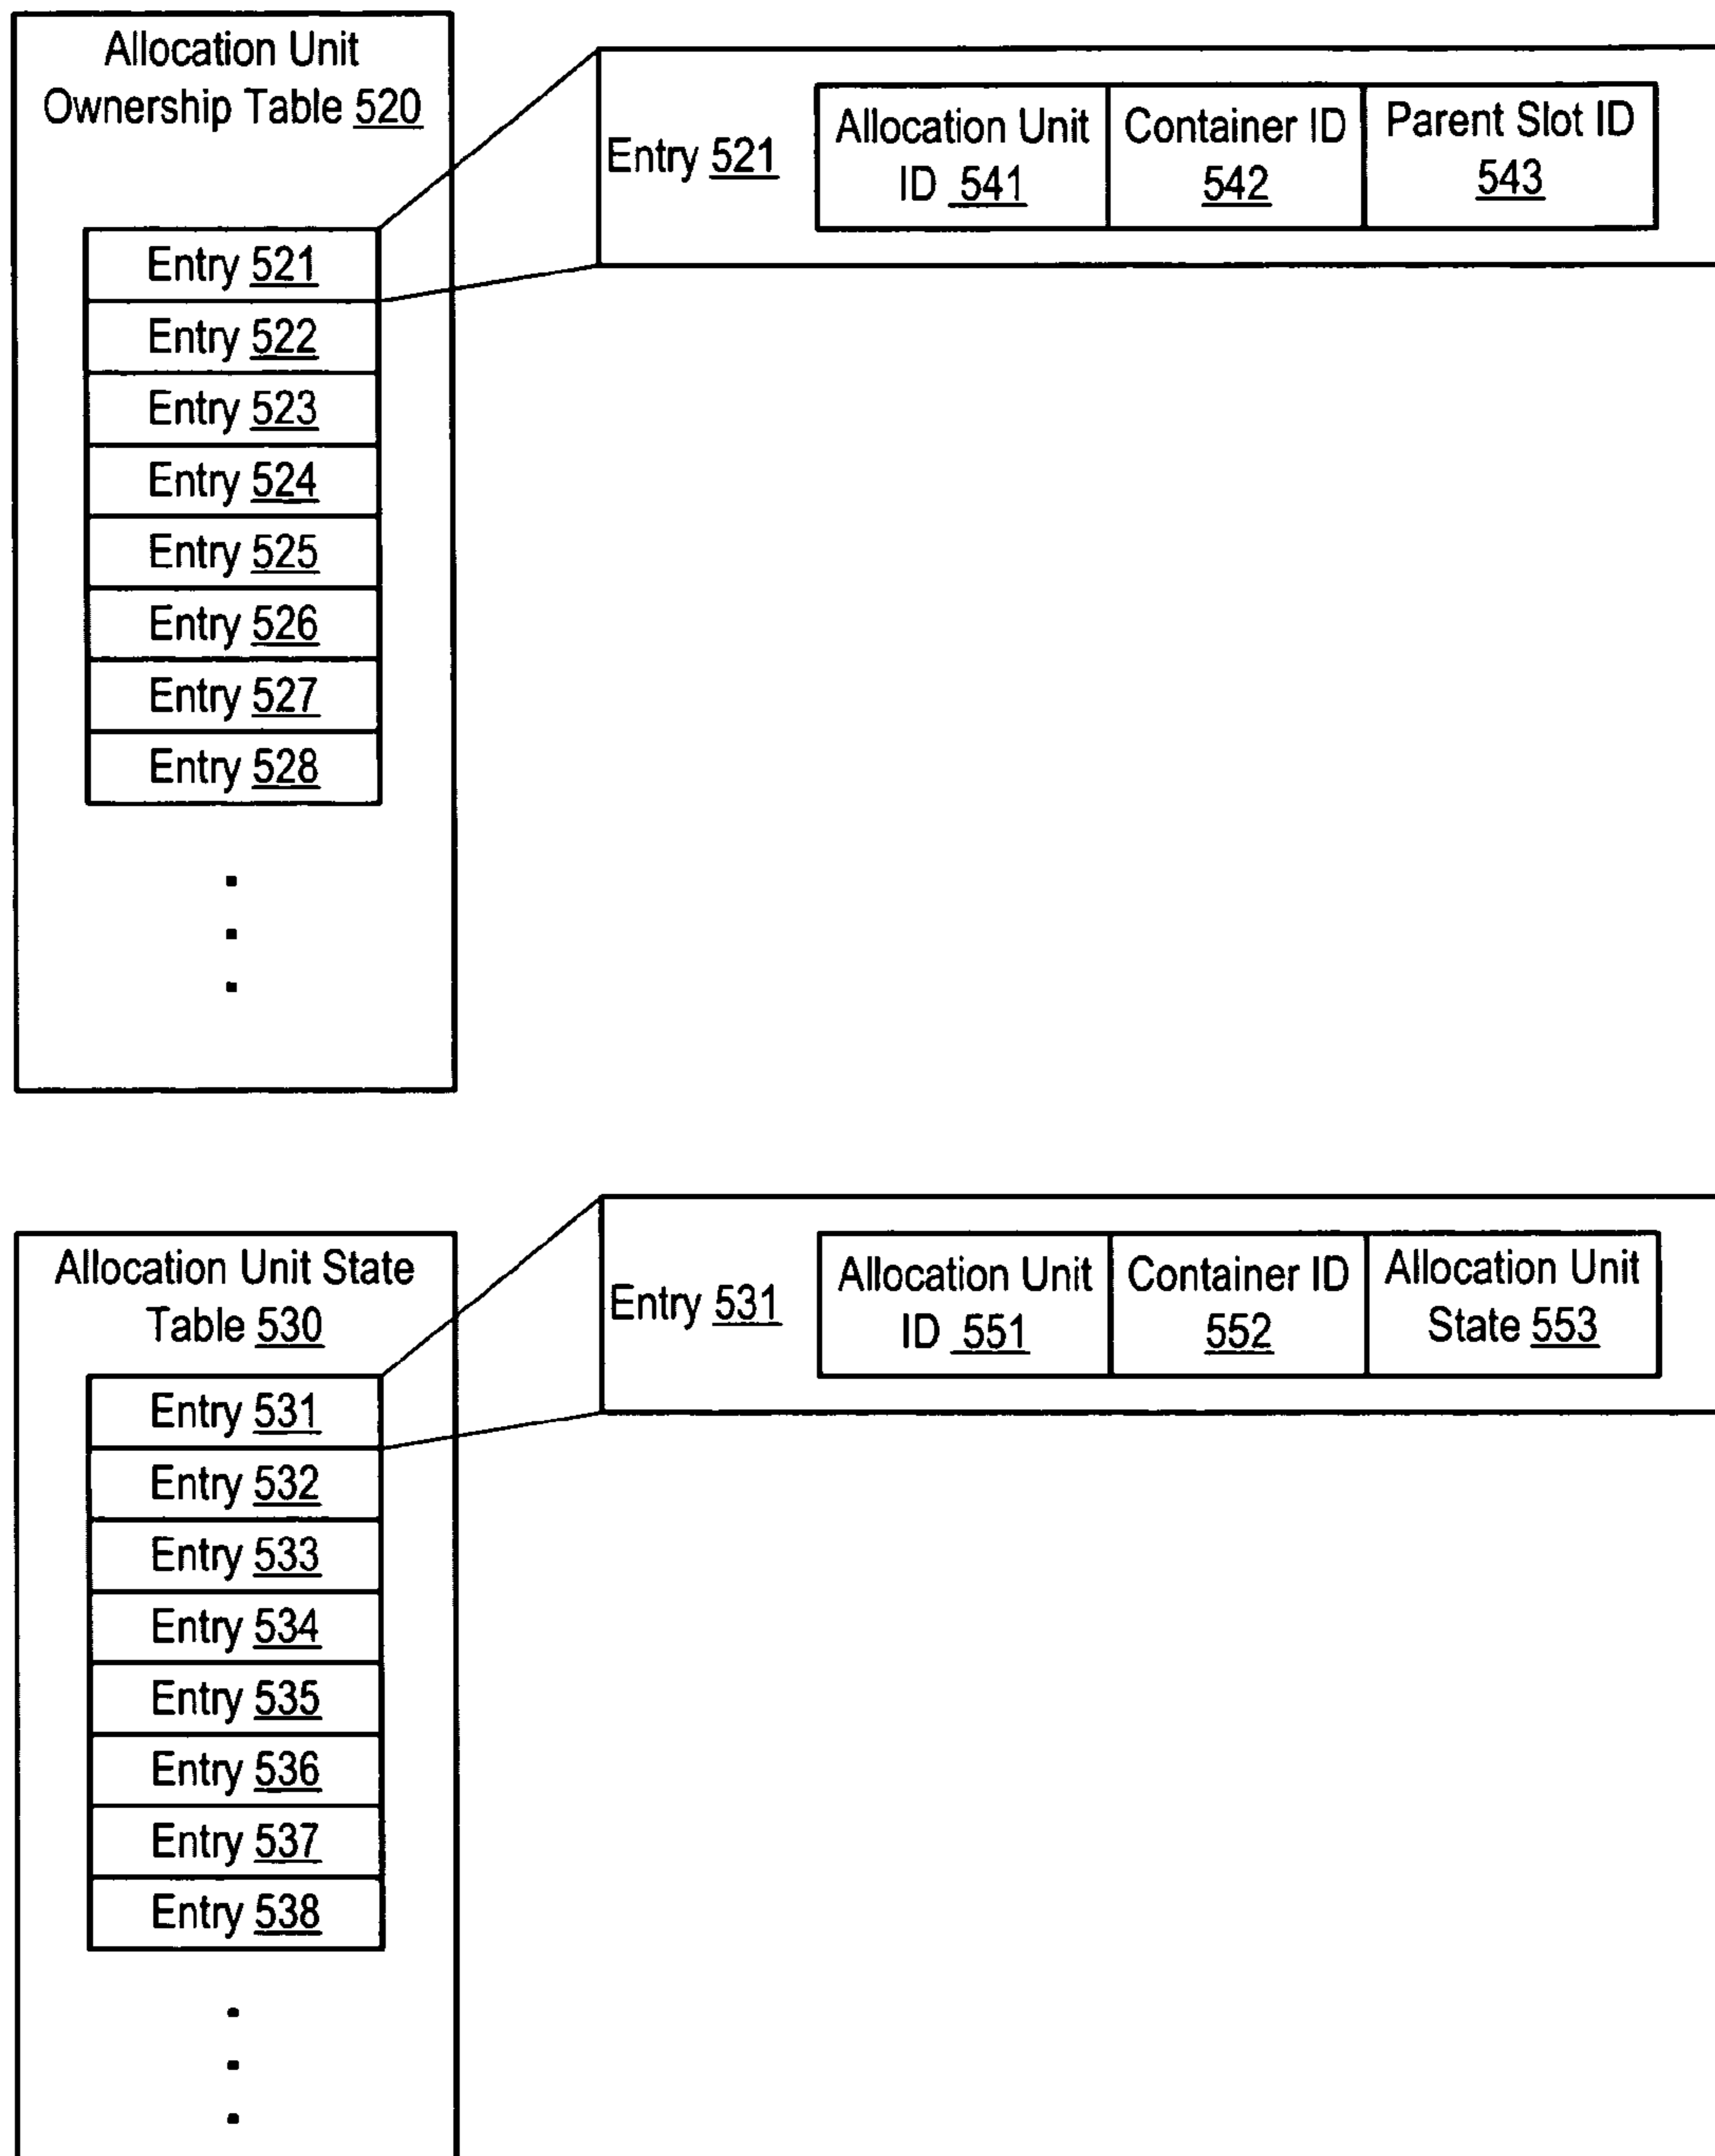 Allocation Unit
Ownership Table 520
Entry 521
Entry 522
Entry 523
Entry 524
Entry 525
Entry 526
Entry 527
Entry 528
Entry 521
Allocation Unit
ID 541
Container ID
542
Parent Slot ID
543
Allocation Unit State
Table 530
Entry 531
Entry 532
Entry 533
Entry 534
Entry 535
Entry 536
Entry 537
Entry 538
Entry 531
Allocation Unit
ID 551
Container ID
552
Allocation Unit
State 553